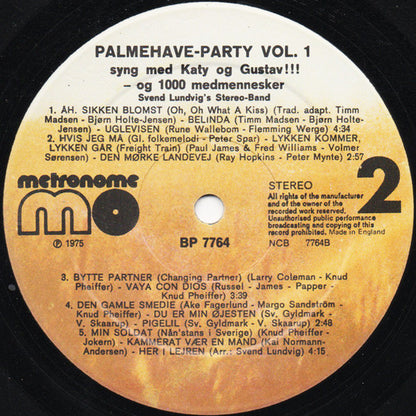 PALMEHAVE-PARTY VOL. 1
syng med Katy og Gustav!!!
– og 1000 medmennesker
Svend Lundvig's Stereo-Band
1. ÅH. SIKKEN BLOMST (Oh, Oh What A Kiss) (Trad. adapt. Timm
Madsen - Bjørn Holte-Jensen) - BELINDA (Timm Madsen - Bjørn Holte-
Jensen) - UGLEVISEN (Rune Wallebom - Flemming Werge) 4:34
2. HVIS JEG MÅ (Gl. folkemelodi - Peter Spar) - LYKKEN KOMMER,
LYKKEN GÅR (Freight Train) (Paul James & Fred Williams - Volmer
Sørensen) - DEN MØRKE LANDEVEJ (Ray Hopkins - Peter Mynte) 2:57
metronome
mo
℗ 1975
BP 7764
STEREO
2
All rights of the manufacturer
and of the owner of the
recorded work reserved.
Unauthorised public performance
broadcasting and copying of this
record prohibited. Made in England
NCB 7764B
3. BYTTE PARTNER (Changing Partner) (Larry Coleman - Knud
Pheiffer) - VAYA CON DIOS (Russel - James - Papper -
Knud Pheiffer) 3:39
4. DEN GAMLE SMEDIE (Åke Fagerlund - Margo Sandström -
Knud Pheiffer) - DU ER MIN ØJESTEN (Sv. Gyldmark -
V. Skaarup) - PIGELIL (Sv. Gyldmark - V. Skaarup) 2:48
5. MIN SOLDAT (Nån'stans i Sverige) (Knud Pheiffer -
Jokern) - KAMMERAT VÆR EN MAND (Kai Normann-
Andersen) - HER I LEJREN (Arr.: Svend Lundvig) 4:15